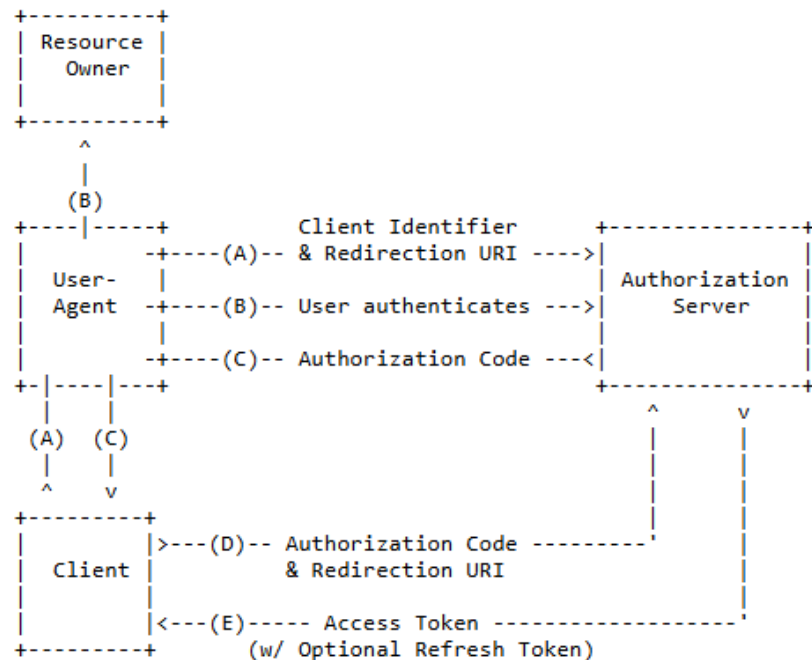 Resource
Owner
(B)
Client Identifier
(A) & Redirection URI
User-
Authorization
Agent (B) User authenticates Server
(C) Authorization Code
(A) (C)
(D) Authorization Code
Client & Redirection URI
(E) Access Token
(w/ Optional Refresh Token)